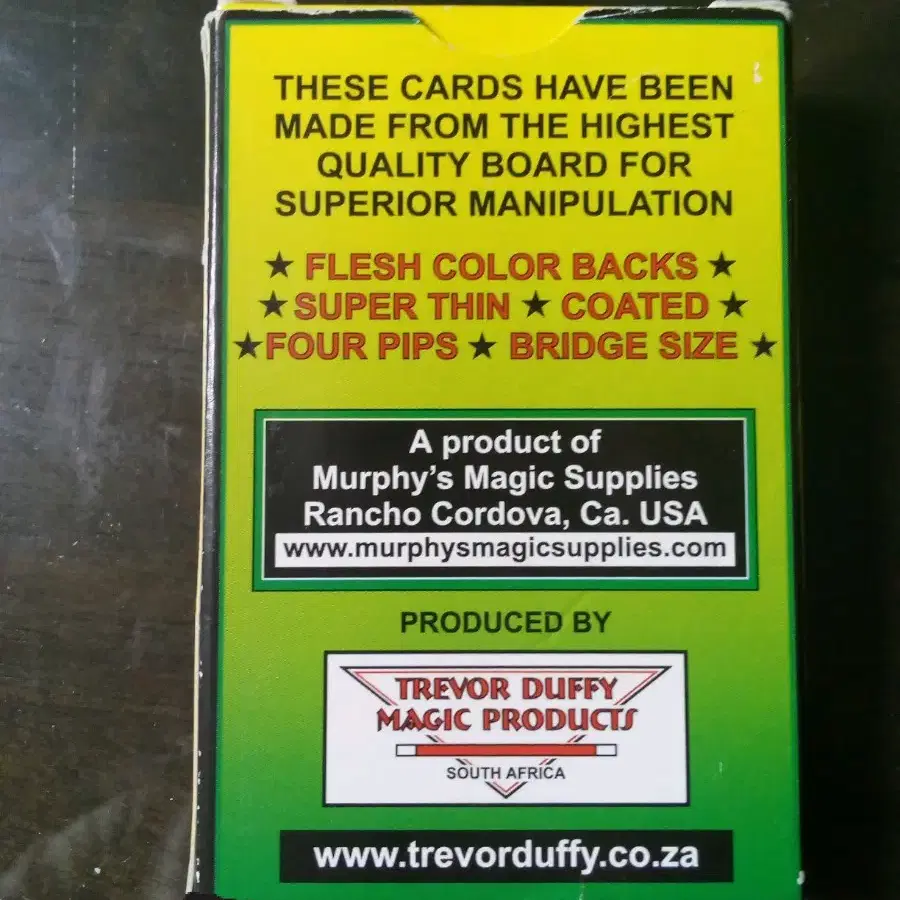 THESE CARDS HAVE BEEN
MADE FROM THE HIGHEST
QUALITY BOARD FOR
SUPERIOR MANIPULATION
★ FLESH COLOR BACKS ★
★ SUPER THIN ★ COATED ★
★ FOUR PIPS ★ BRIDGE SIZE ★
A product of
Murphy's Magic Supplies
Rancho Cordova, Ca. USA
www.murphysmagicsupplies.com
PRODUCED BY
TREVOR DUFFY
MAGIC PRODUCTS
SOUTH AFRICA
www.trevorduffy.co.za